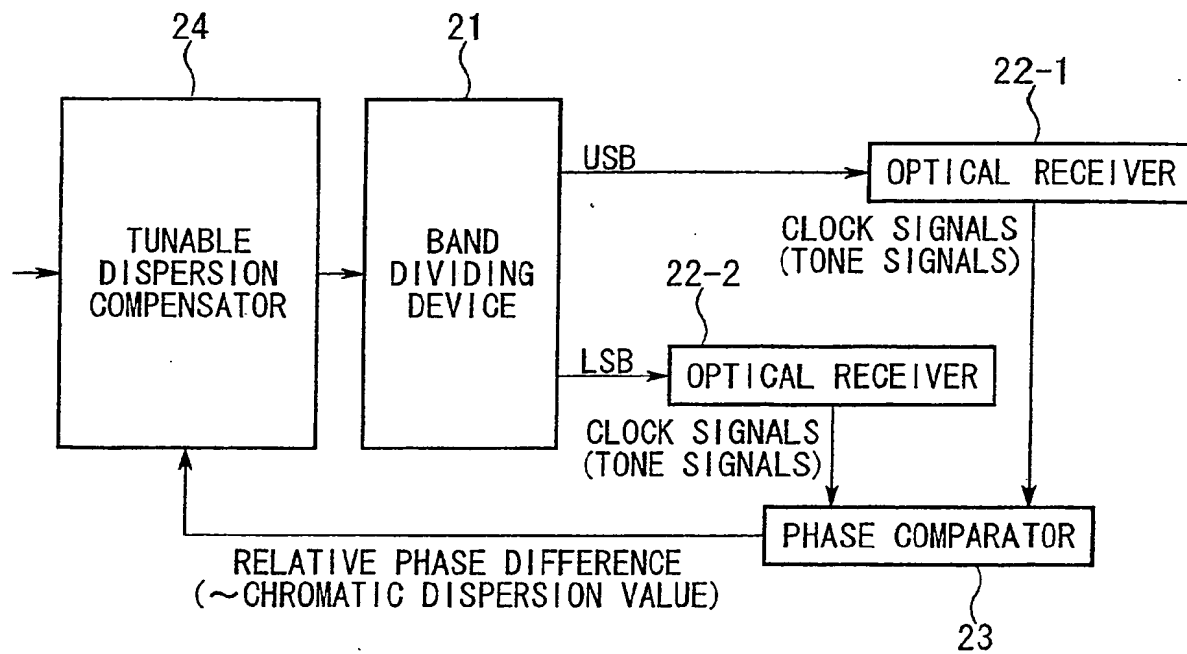 24
21
22-1
USB
OPTICAL RECEIVER
TUNABLE
DISPERSION
COMPENSATOR
BAND
DIVIDING
DEVICE
CLOCK SIGNALS
(TONE SIGNALS)
22-2
LSB
OPTICAL RECEIVER
CLOCK SIGNALS
(TONE SIGNALS)
PHASE COMPARATOR
RELATIVE PHASE DIFFERENCE
(~CHROMATIC DISPERSION VALUE)
23